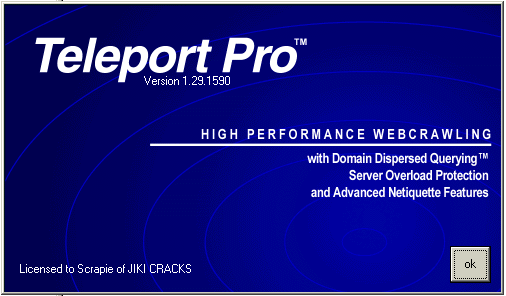 Teleport Pro™
Version 1.29.1590
HIGH PERFORMANCE WEBCRAWLING
with Domain Dispersed Querying™
Server Overload Protection
and Advanced Netiquette Features
Licensed to Scrapie of JIKI CRACKS
ok